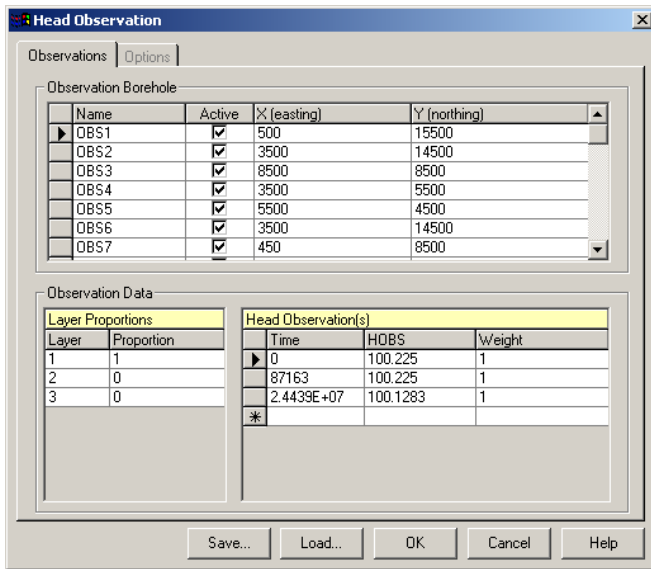 Head Observation
Observations Options
Observation Borehole
Name Active X (easting) Y (northing)
OBS1 500 15500
OBS2 3500 14500
OBS3 8500 8500
OBS4 3500 5500
OBS5 5500 4500
OBS6 3500 14500
OBS7 450 8500
Observation Data
Layer Proportions Head Observation(s)
Layer Proportion Time HOBS Weight
1 1 0 100.225 1
2 0 87163 100.225 1
3 0 2.4439E+07 100.1283 1
Save... Load... OK Cancel Help